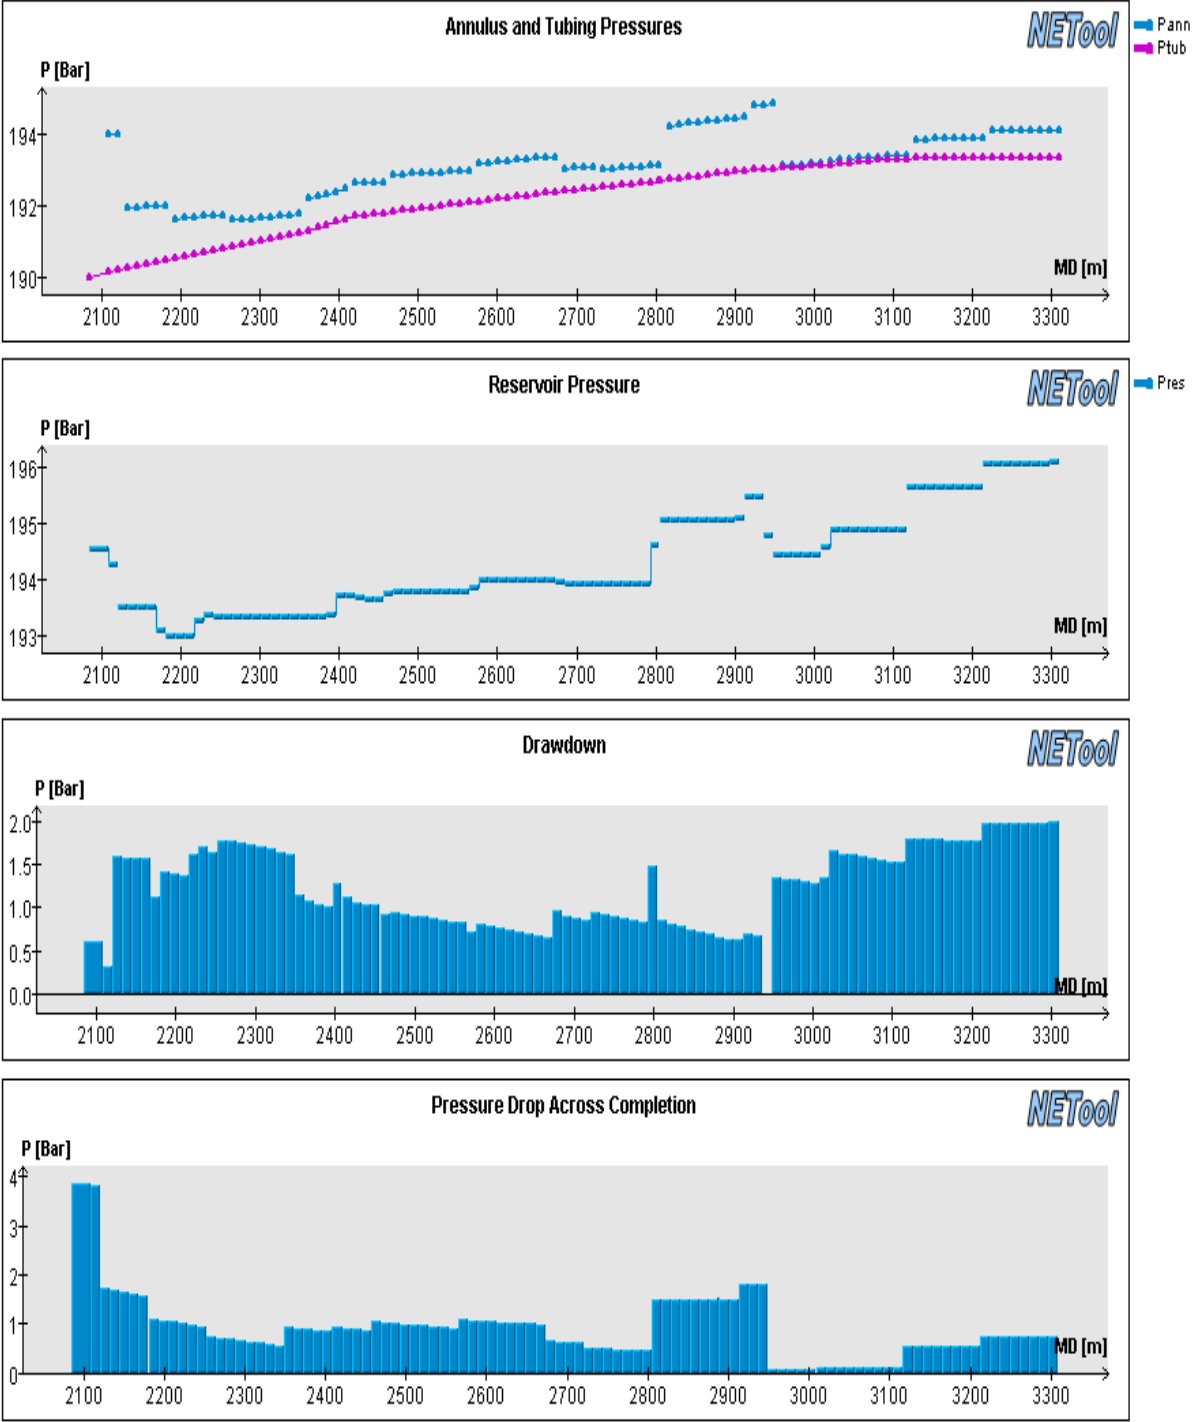 Annulus and Tubing Pressures
NETool
Pann
Ptub
P [Bar]
194
192
190
MD [m]
2100 2200 2300 2400 2500 2600 2700 2800 2900 3000 3100 3200 3300
Reservoir Pressure
NETool
Pres
P [Bar]
196
195
194
193
MD [m]
2100 2200 2300 2400 2500 2600 2700 2800 2900 3000 3100 3200 3300
Drawdown
NETool
P [Bar]
2.0
1.5
1.0
0.5
0.0
MD [m]
2100 2200 2300 2400 2500 2600 2700 2800 2900 3000 3100 3200 3300
Pressure Drop Across Completion
NETool
P [Bar]
4
3
2
1
0
MD [m]
2100 2200 2300 2400 2500 2600 2700 2800 2900 3000 3100 3200 3300